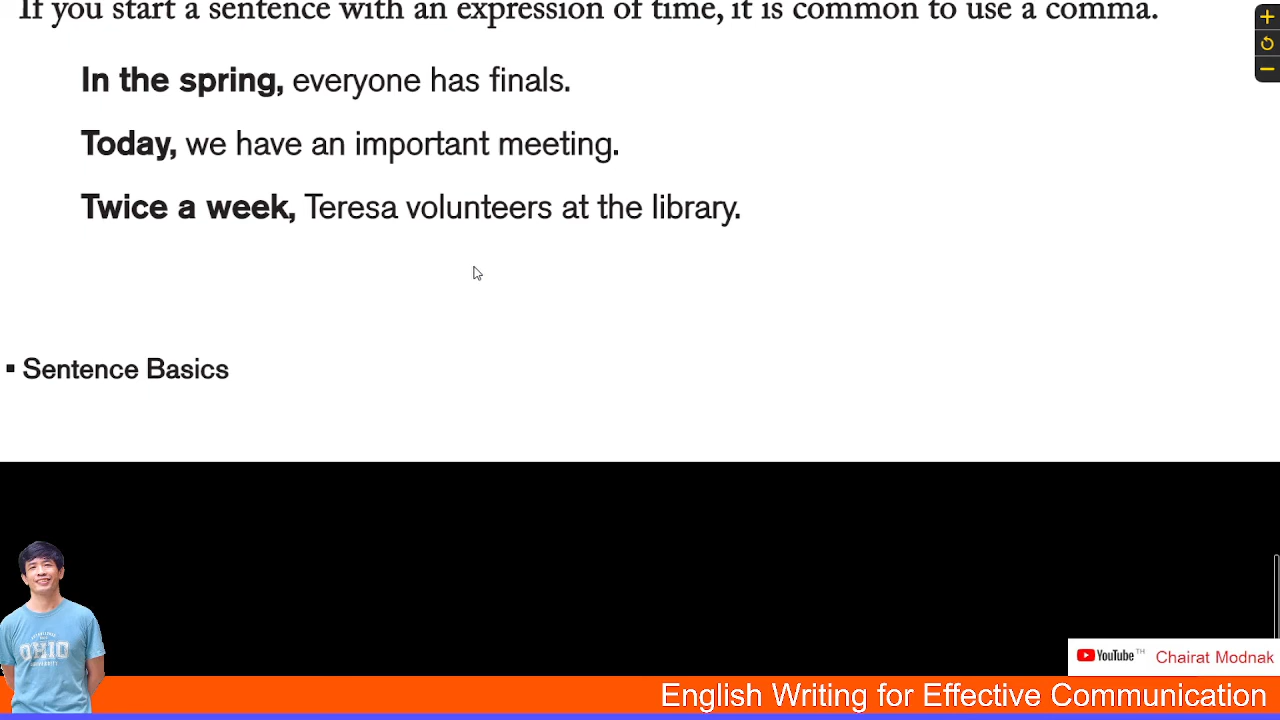 If you start a sentence with an expression of time, it is common to use a comma.
In the spring, everyone has finals.
Today, we have an important meeting.
Twice a week, Teresa volunteers at the library.
▪ Sentence Basics
OHIO
YouTube TH Chairat Modnak
English Writing for Effective Communication